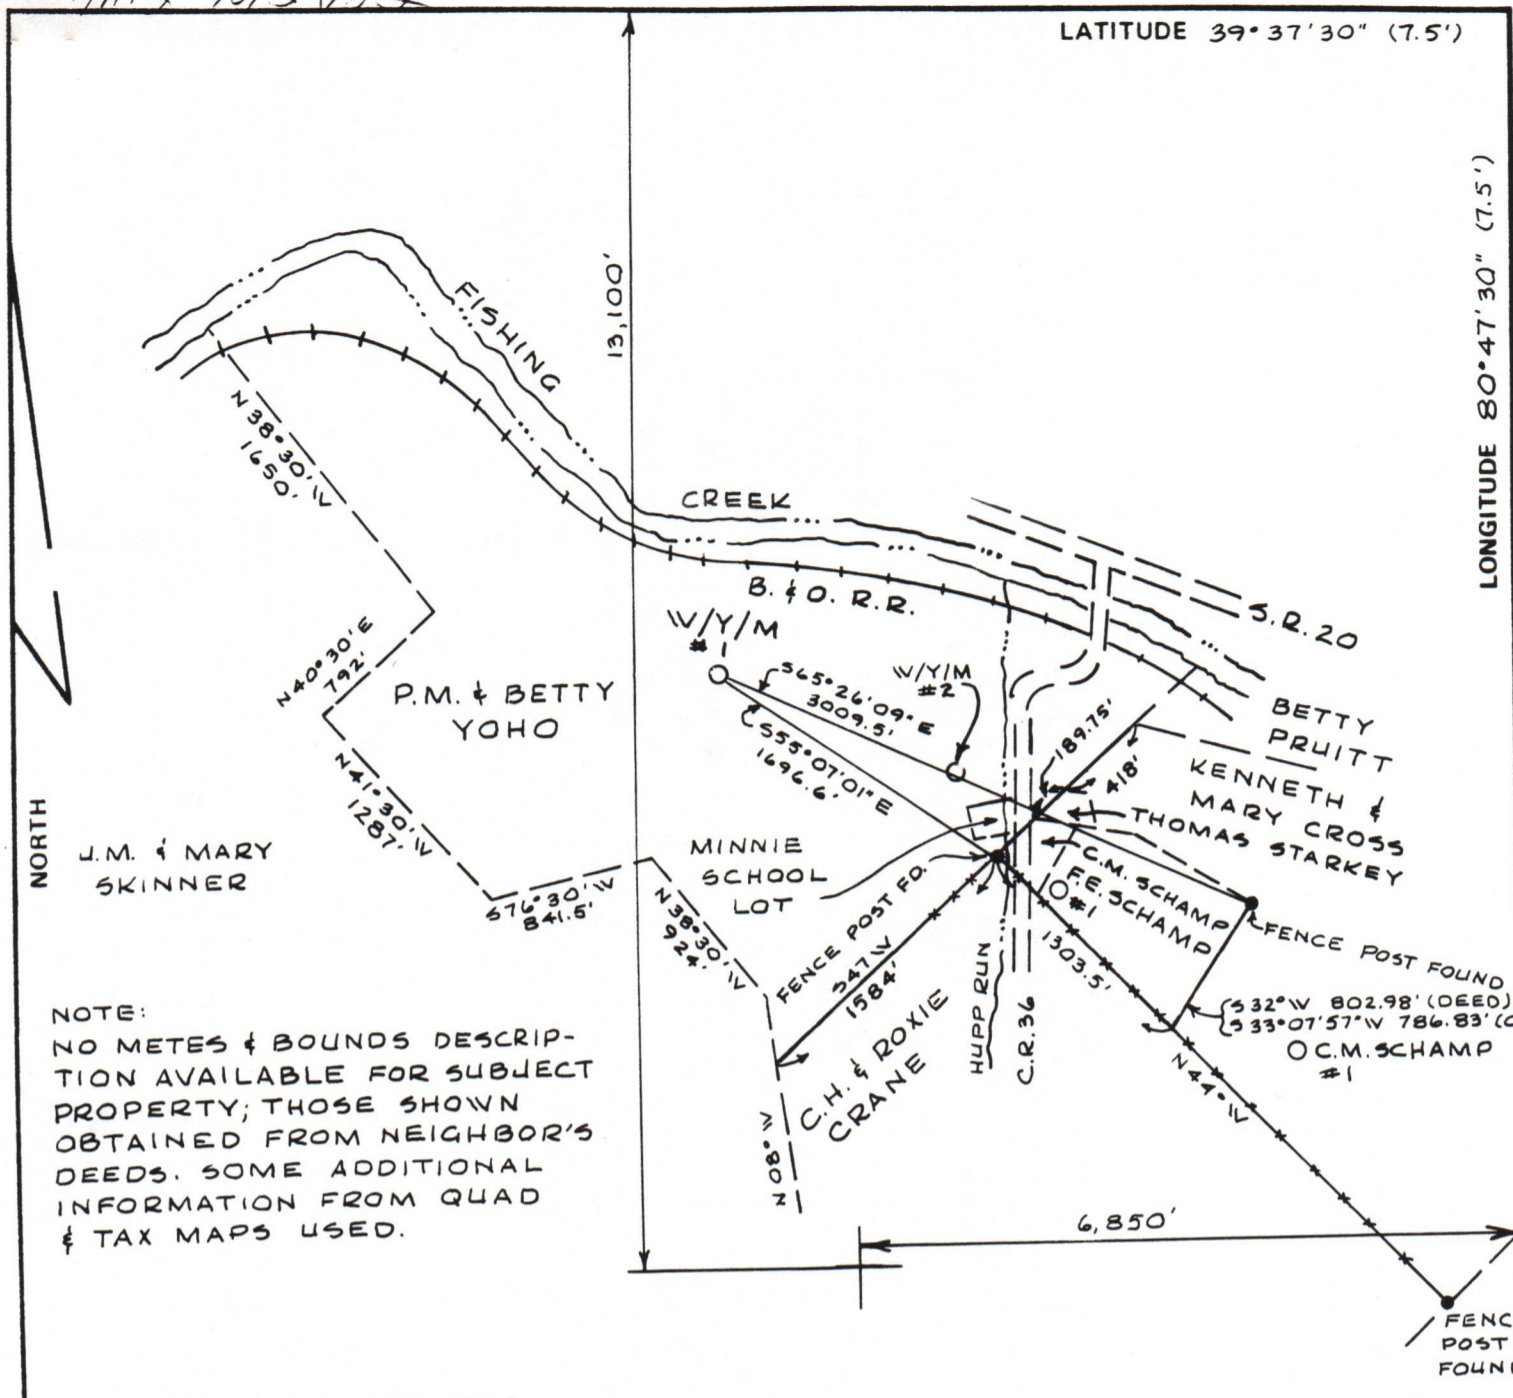 LATITUDE 39°37'30" (7.5')
LONGITUDE 80°47'30" (7.5')
13,100'
FISHING
CREEK
N38°30'W
1650'
B. & O. R.R.
S.R. 20
W/Y/M
# 1
W/Y/M
#2
S65°26'09"E
3009.5'
S55°07'01"E
1696.6'
189.75'
418'
N40°30'E
792'
P.M. & BETTY
YOHO
BETTY
PRUITT
KENNETH &
MARY CROSS
THOMAS STARKEY
N41°30'W
1287'
NORTH
J.M. & MARY
SKINNER
MINNIE
SCHOOL
LOT
C.M. SCHAMP
F.E. SCHAMP
#1
S76°30'W
841.5'
N38°30'W
924'
FENCE POST FD.
S47W
1584'
1303.5'
FENCE POST FOUND
S32°W 802.98' (DEED)
S33°07'57"W 786.83'
C.M. SCHAMP
#1
HUPP RUN
C.R. 36
C.H. & ROXIE
CRANE
N44°W
N08°W
NOTE:
NO METES & BOUNDS DESCRIP-
TION AVAILABLE FOR SUBJECT
PROPERTY; THOSE SHOWN
OBTAINED FROM NEIGHBOR'S
DEEDS. SOME ADDITIONAL
INFORMATION FROM QUAD
& TAX MAPS USED.
6,850'
FENC
POST
FOUN